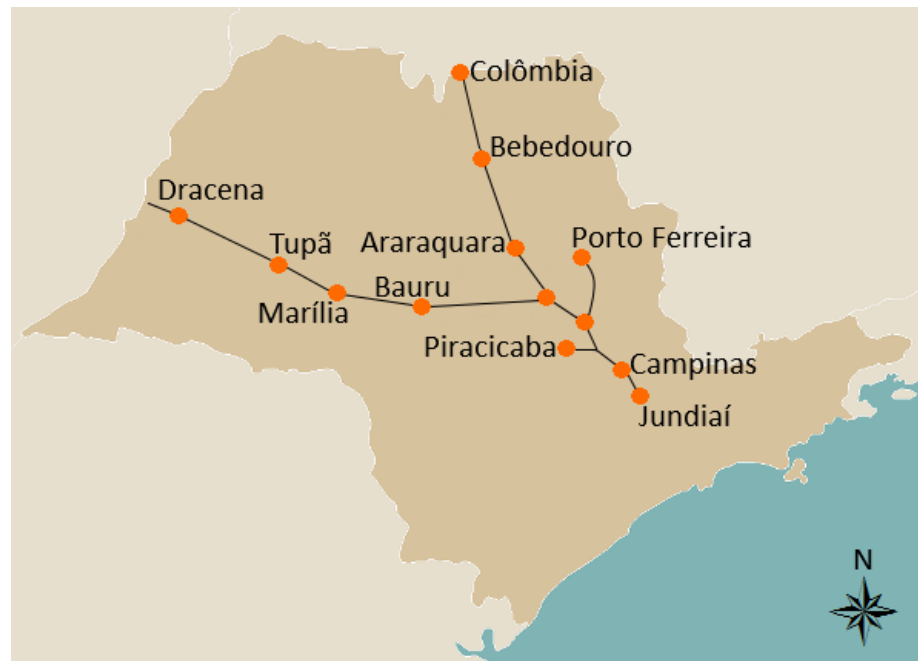 Colômbia
Bebedouro
Dracena
Araraquara
Porto Ferreira
Tupã
Bauru
Marília
Piracicaba
Campinas
Jundiaí
N